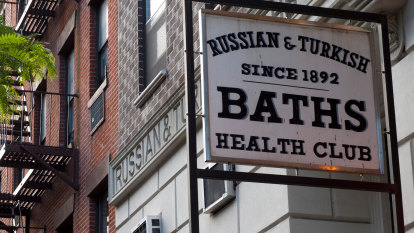 RUSSIAN & TURKISH
SINCE 1892
BATHS
HEALTH CLUB
RUSSIAN & T